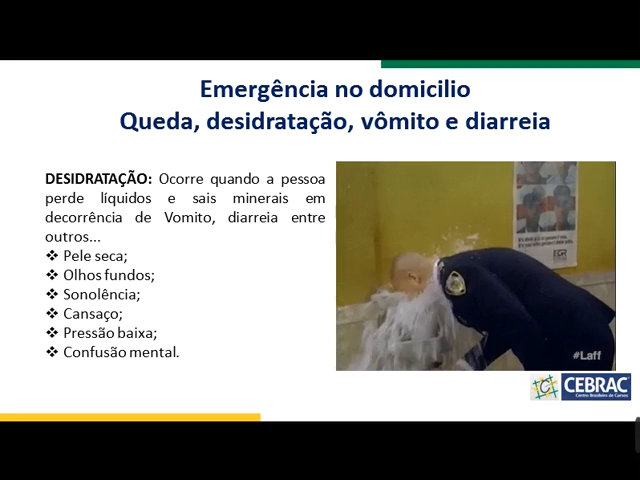 Emergência no domicilio
Queda, desidratação, vômito e diarreia
DESIDRATAÇÃO: Ocorre quando a pessoa
perde líquidos e sais minerais em
decorrência de Vomito, diarreia entre
outros...
❖ Pele seca;
❖ Olhos fundos;
❖ Sonolência;
❖ Cansaço;
❖ Pressão baixa;
❖ Confusão mental.
#Laff
CEBRAC
Centro Brasileiro de Cursos